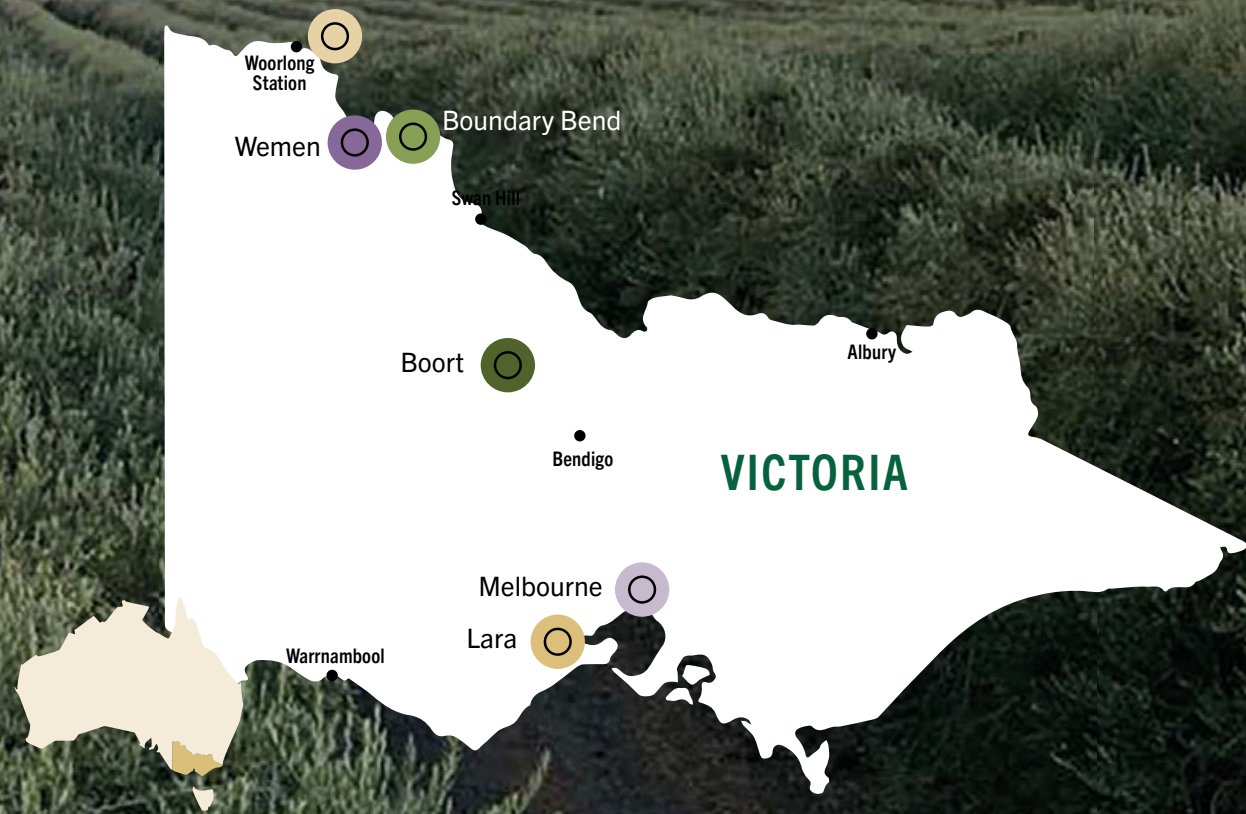 Woorlong
Station
Boundary Bend
Wemen
Swan Hill
Albury
Boort
Bendigo
VICTORIA
Melbourne
Lara
Warrnambool